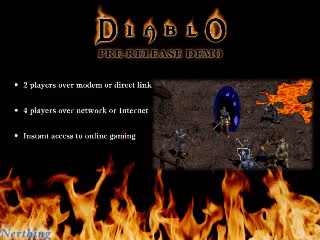 DIABLO
PRE-RELEASE DEMO
• 2 players over modem or direct link
• 4 players over network or Internet
• Instant access to online gaming
Nerthing